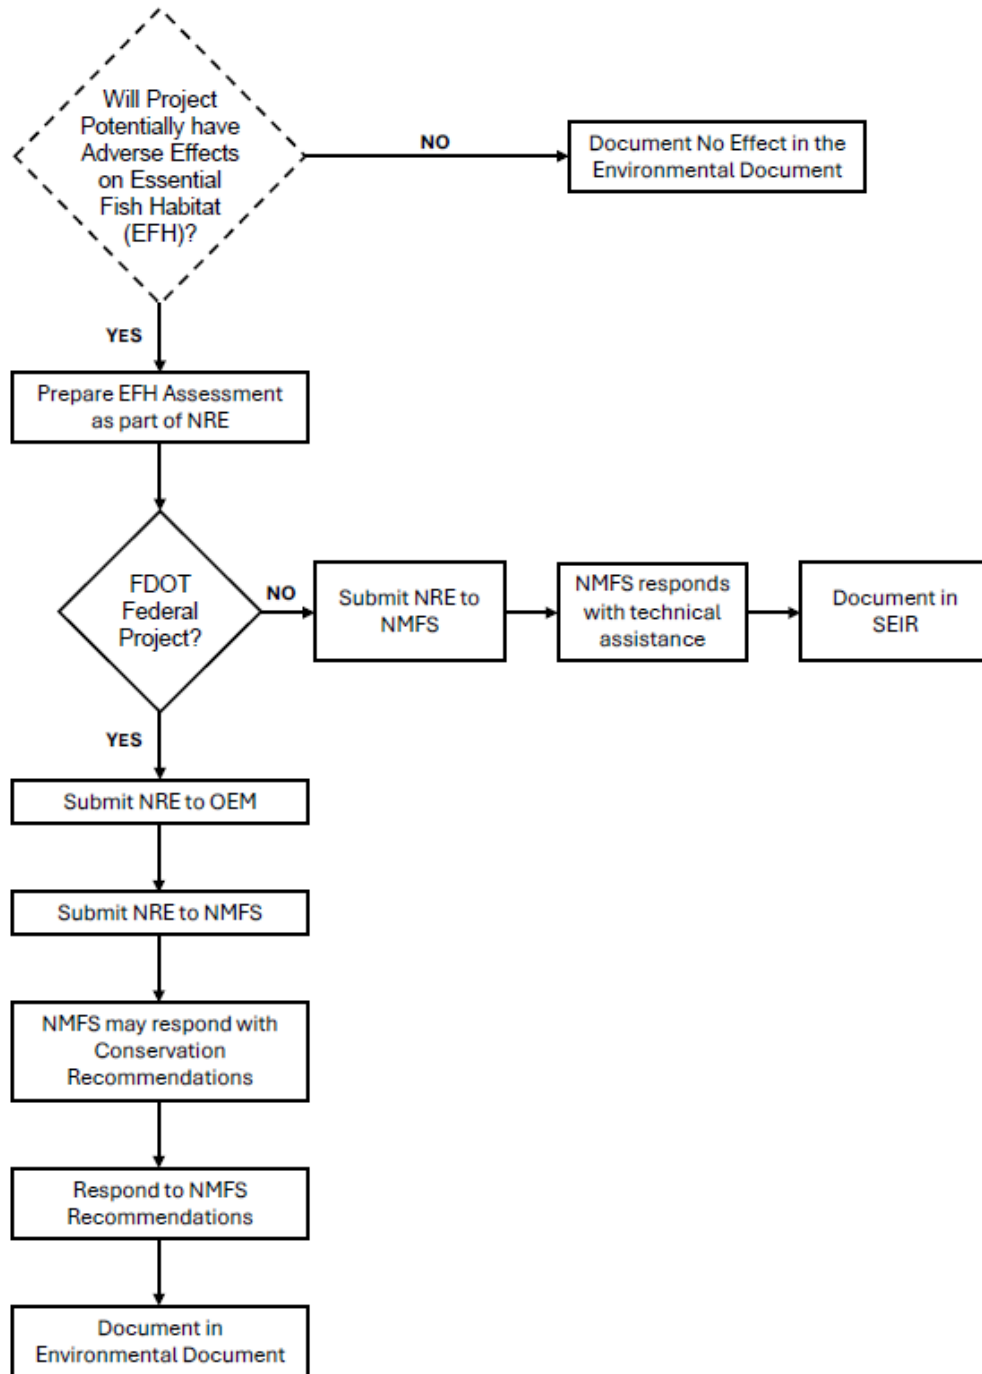 Will Project
Potentially have
Adverse Effects
on Essential
Fish Habitat
(EFH)?
NO
Document No Effect in the
Environmental Document
YES
Prepare EFH Assessment
as part of NRE
FDOT
Federal
Project?
NO
Submit NRE to
NMFS
NMFS responds
with technical
assistance
Document in
SEIR
YES
Submit NRE to OEM
Submit NRE to NMFS
NMFS may respond with
Conservation
Recommendations
Respond to NMFS
Recommendations
Document in
Environmental Document